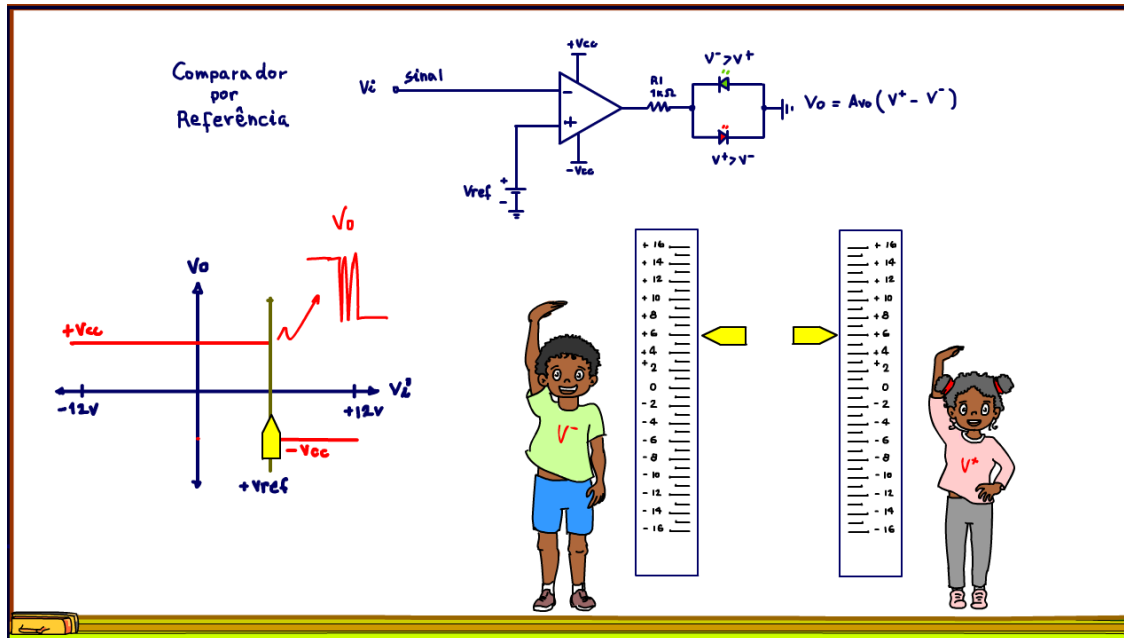 Comparador
por
Referência
Vi
sinal
+Vcc
-
+
-Vcc
Vref
+
-
R1
1kΩ
V⁻>V⁺
V⁺>V⁻
Vo = Avo(V⁺ - V⁻)
Vo
Vo
+Vcc
-12V
+12V
Vi
-Vcc
+Vref
V⁻
+ 16
+ 14
+ 12
+ 10
+ 8
+ 6
+ 4
+ 2
0
- 2
- 4
- 6
- 8
- 10
- 12
- 14
- 16
+ 16
+ 14
+ 12
+ 10
+ 8
+ 6
+ 4
+ 2
0
- 2
- 4
- 6
- 8
- 10
- 12
- 14
- 16
V⁺